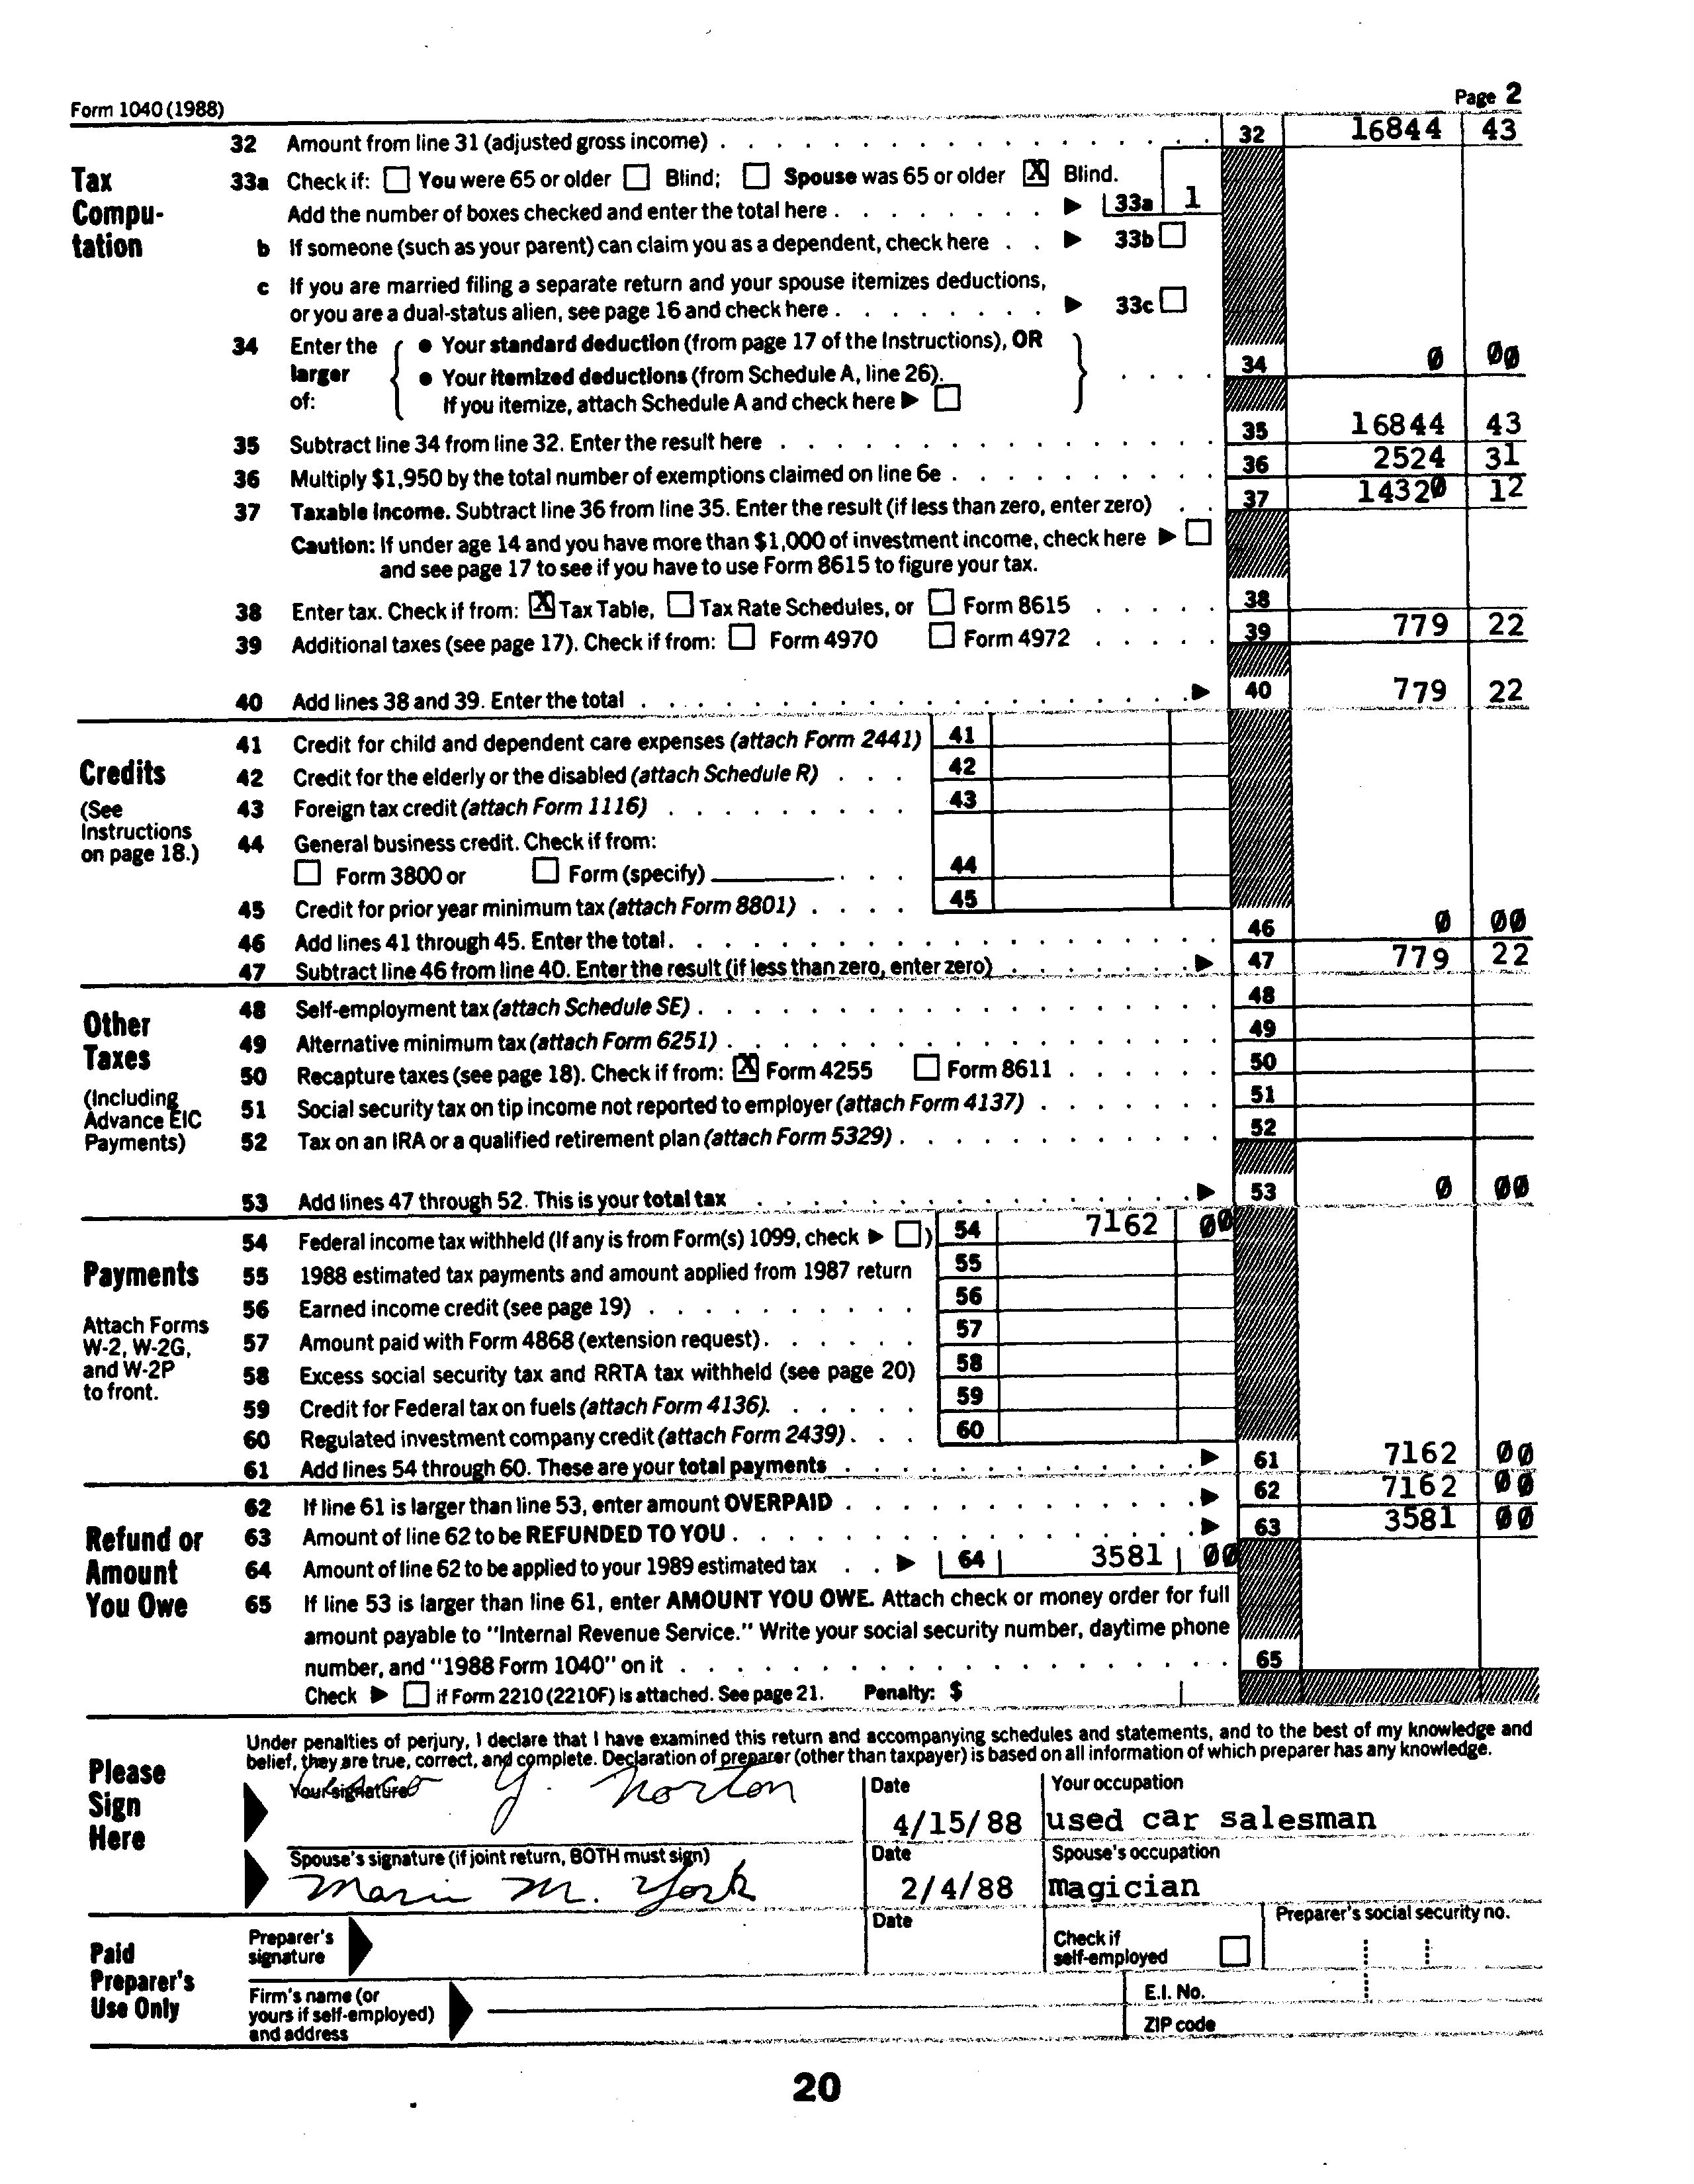 Form 1040 (1988) Page 2
32 Amount from line 31 (adjusted gross income) 32 16844 43
Tax Compu-tation
33a Check if: You were 65 or older Blind; Spouse was 65 or older X Blind.
Add the number of boxes checked and enter the total here 33a 1
b If someone (such as your parent) can claim you as a dependent, check here 33b
c If you are married filing a separate return and your spouse itemizes deductions,
or you are a dual-status alien, see page 16 and check here 33c
34 Enter the larger of:
• Your standard deduction (from page 17 of the Instructions), OR
• Your itemized deductions (from Schedule A, line 26).
If you itemize, attach Schedule A and check here
34 0 00
35 Subtract line 34 from line 32. Enter the result here 35 16844 43
36 Multiply $1,950 by the total number of exemptions claimed on line 6e 36 2524 31
37 Taxable income. Subtract line 36 from line 35. Enter the result (if less than zero, enter zero) 37 14320 12
Caution: If under age 14 and you have more than $1,000 of investment income, check here
and see page 17 to see if you have to use Form 8615 to figure your tax.
38 Enter tax. Check if from: X Tax Table, Tax Rate Schedules, or Form 8615 38
39 Additional taxes (see page 17). Check if from: Form 4970 Form 4972 39 779 22
40 Add lines 38 and 39. Enter the total 40 779 22
Credits
(See Instructions on page 18.)
41 Credit for child and dependent care expenses (attach Form 2441) 41
42 Credit for the elderly or the disabled (attach Schedule R) 42
43 Foreign tax credit (attach Form 1116) 43
44 General business credit. Check if from:
Form 3800 or Form (specify) 44
45 Credit for prior year minimum tax (attach Form 8801) 45
46 Add lines 41 through 45. Enter the total 46 0 00
47 Subtract line 46 from line 40. Enter the result (if less than zero, enter zero) 47 779 22
Other Taxes
(Including Advance EIC Payments)
48 Self-employment tax (attach Schedule SE) 48
49 Alternative minimum tax (attach Form 6251) 49
50 Recapture taxes (see page 18). Check if from: X Form 4255 Form 8611 50
51 Social security tax on tip income not reported to employer (attach Form 4137) 51
52 Tax on an IRA or a qualified retirement plan (attach Form 5329) 52
53 Add lines 47 through 52. This is your total tax 53 0 00
Payments
Attach Forms W-2, W-2G, and W-2P to front.
54 Federal income tax withheld (If any is from Form(s) 1099, check ) 54 7162 00
55 1988 estimated tax payments and amount applied from 1987 return 55
56 Earned income credit (see page 19) 56
57 Amount paid with Form 4868 (extension request) 57
58 Excess social security tax and RRTA tax withheld (see page 20) 58
59 Credit for Federal tax on fuels (attach Form 4136) 59
60 Regulated investment company credit (attach Form 2439) 60
61 Add lines 54 through 60. These are your total payments 61 7162 00
Refund or Amount You Owe
62 If line 61 is larger than line 53, enter amount OVERPAID 62 7162 00
63 Amount of line 62 to be REFUNDED TO YOU 63 3581 00
64 Amount of line 62 to be applied to your 1989 estimated tax 64 3581 00
65 If line 53 is larger than line 61, enter AMOUNT YOU OWE. Attach check or money order for full
amount payable to "Internal Revenue Service." Write your social security number, daytime phone
number, and "1988 Form 1040" on it 65
Check if Form 2210 (2210F) is attached. See page 21. Penalty: $
Please Sign Here
Under penalties of perjury, I declare that I have examined this return and accompanying schedules and statements, and to the best of my knowledge and
belief, they are true, correct, and complete. Declaration of preparer (other than taxpayer) is based on all information of which preparer has any knowledge.
Your signature Y. Norton Date 4/15/88 Your occupation used car salesman
Spouse's signature (if joint return, BOTH must sign) Marie M. York Date 2/4/88 Spouse's occupation magician
Paid Preparer's Use Only
Preparer's signature Date Check if self-employed Preparer's social security no.
Firm's name (or yours if self-employed) and address E.I. No.
ZIP code
20